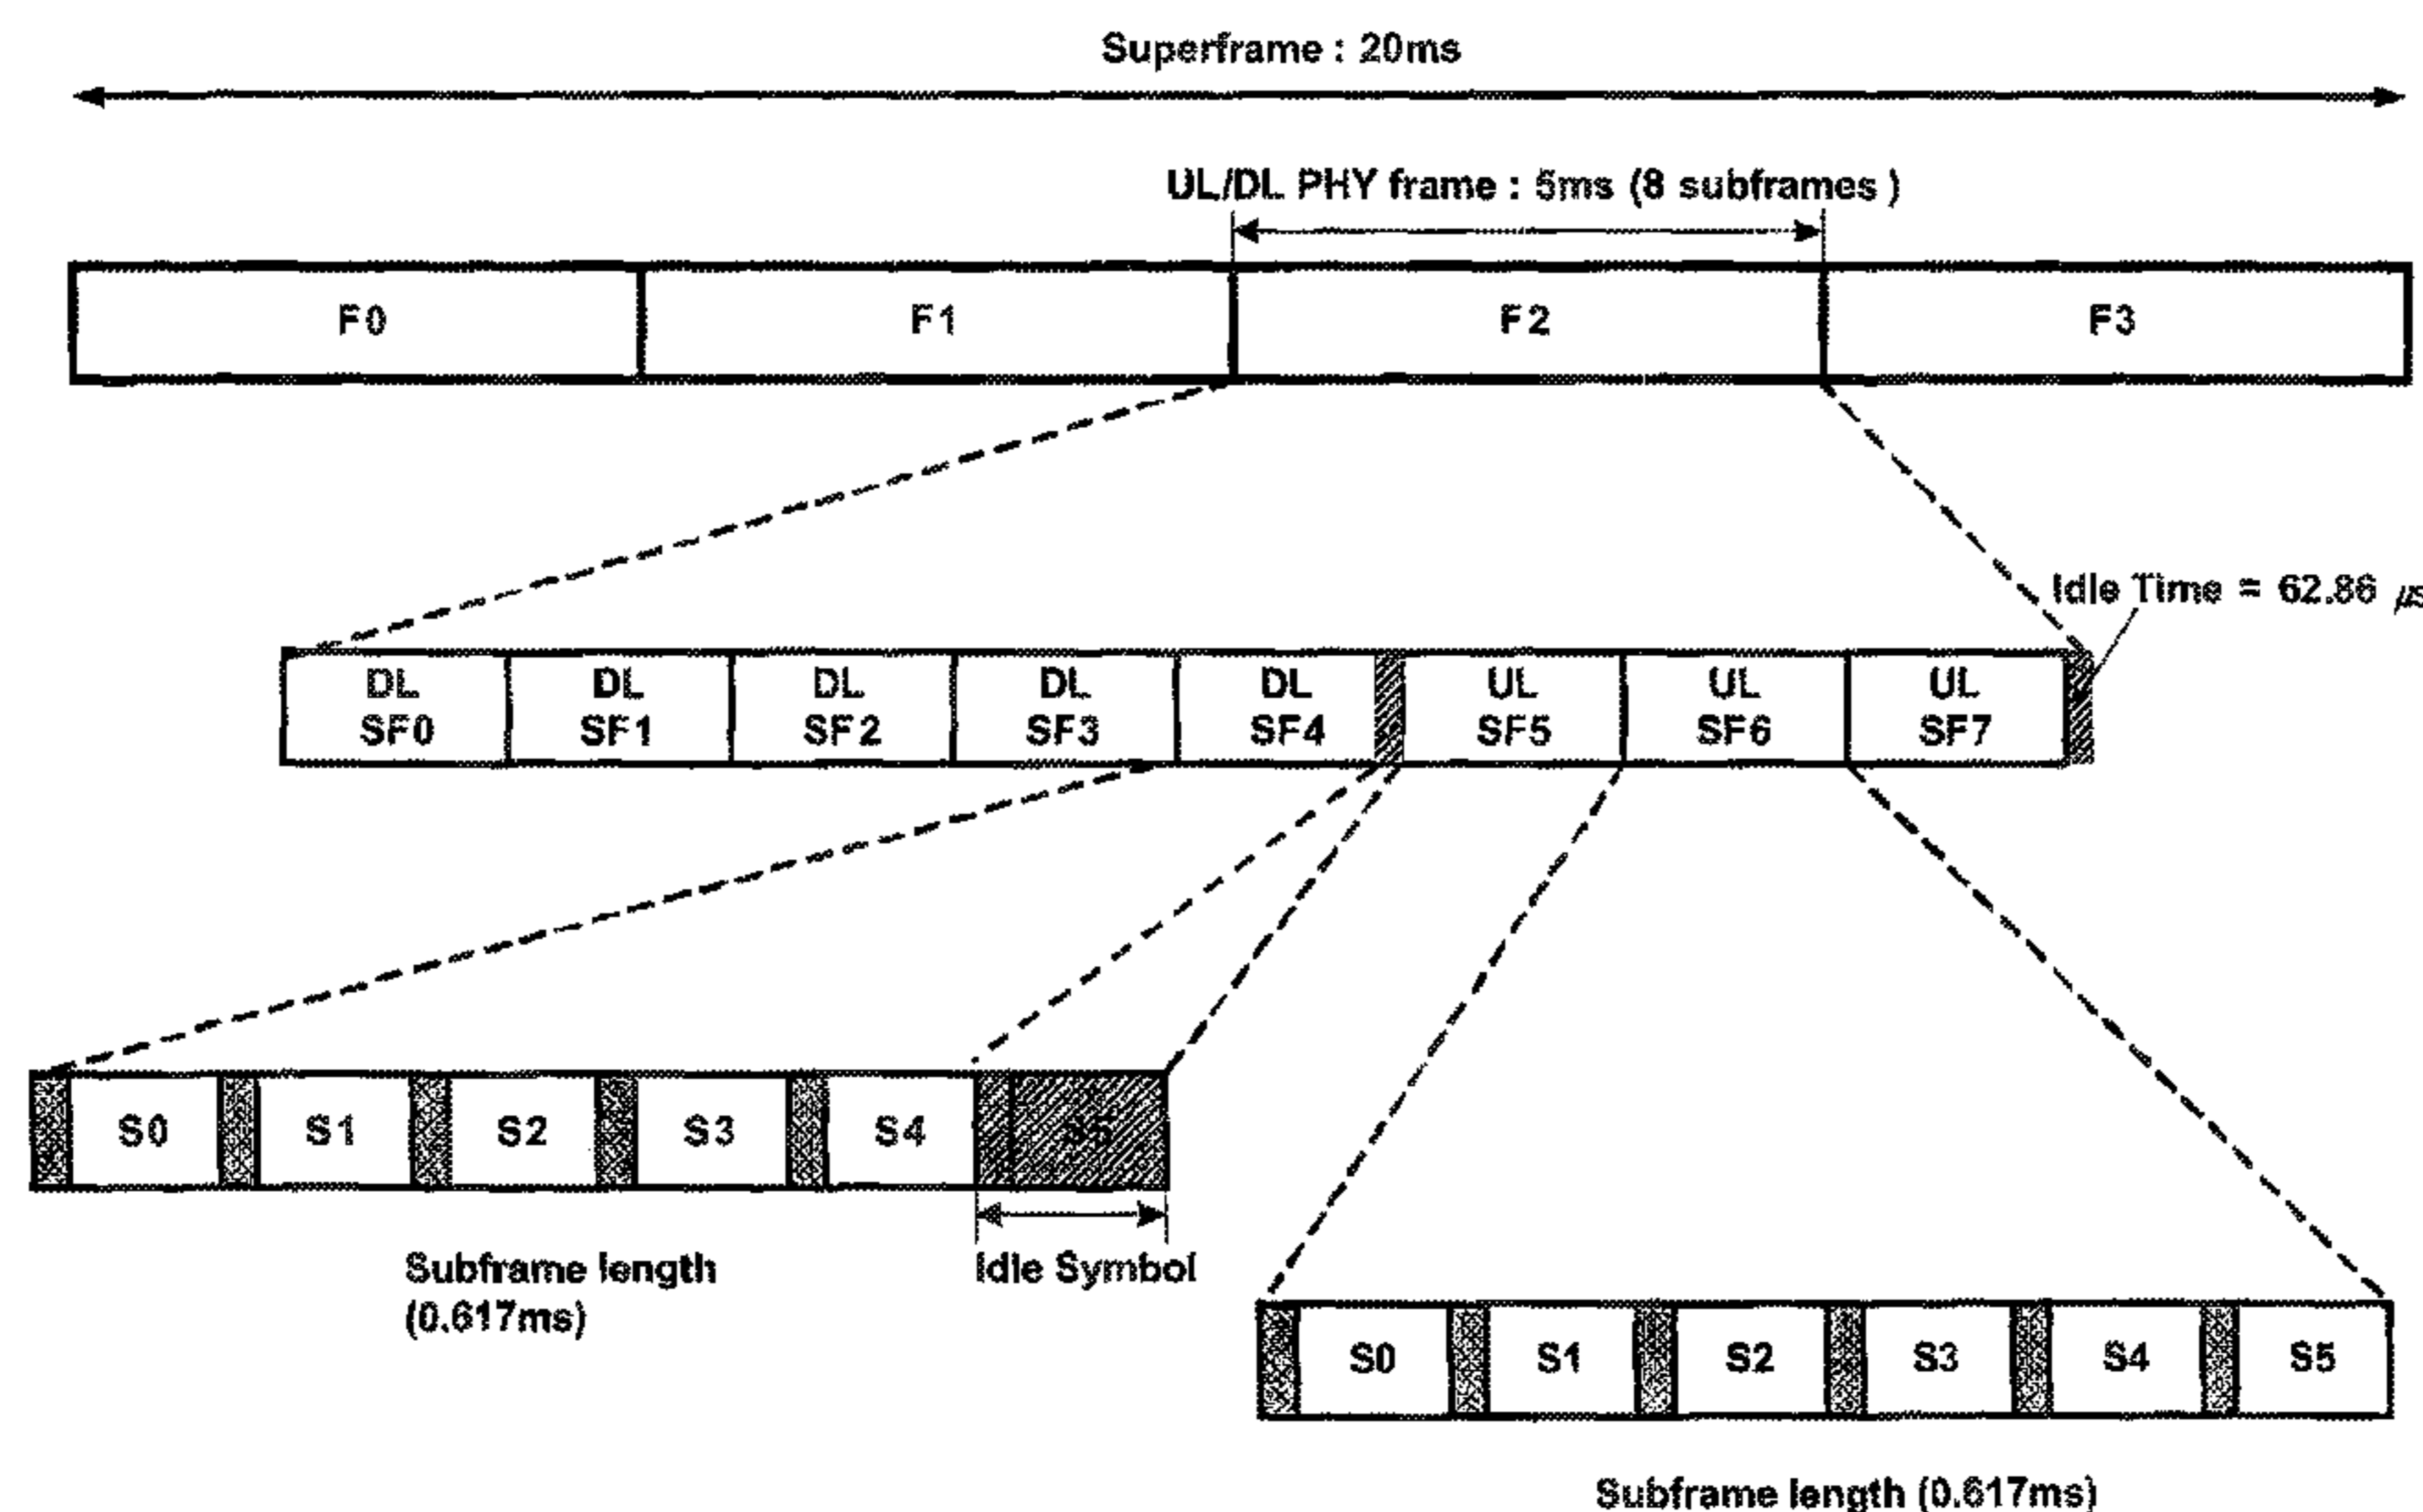 Superframe : 20ms
UL/DL PHY frame : 5ms (8 subframes )
F0 F1 F2 F3
Idle Time = 62.86 μs
DL DL DL DL DL UL UL UL
SF0 SF1 SF2 SF3 SF4 SF5 SF6 SF7
S0 S1 S2 S3 S4 S5
Subframe length
(0.617ms)
Idle Symbol
S0 S1 S2 S3 S4 S5
Subframe length (0.617ms)